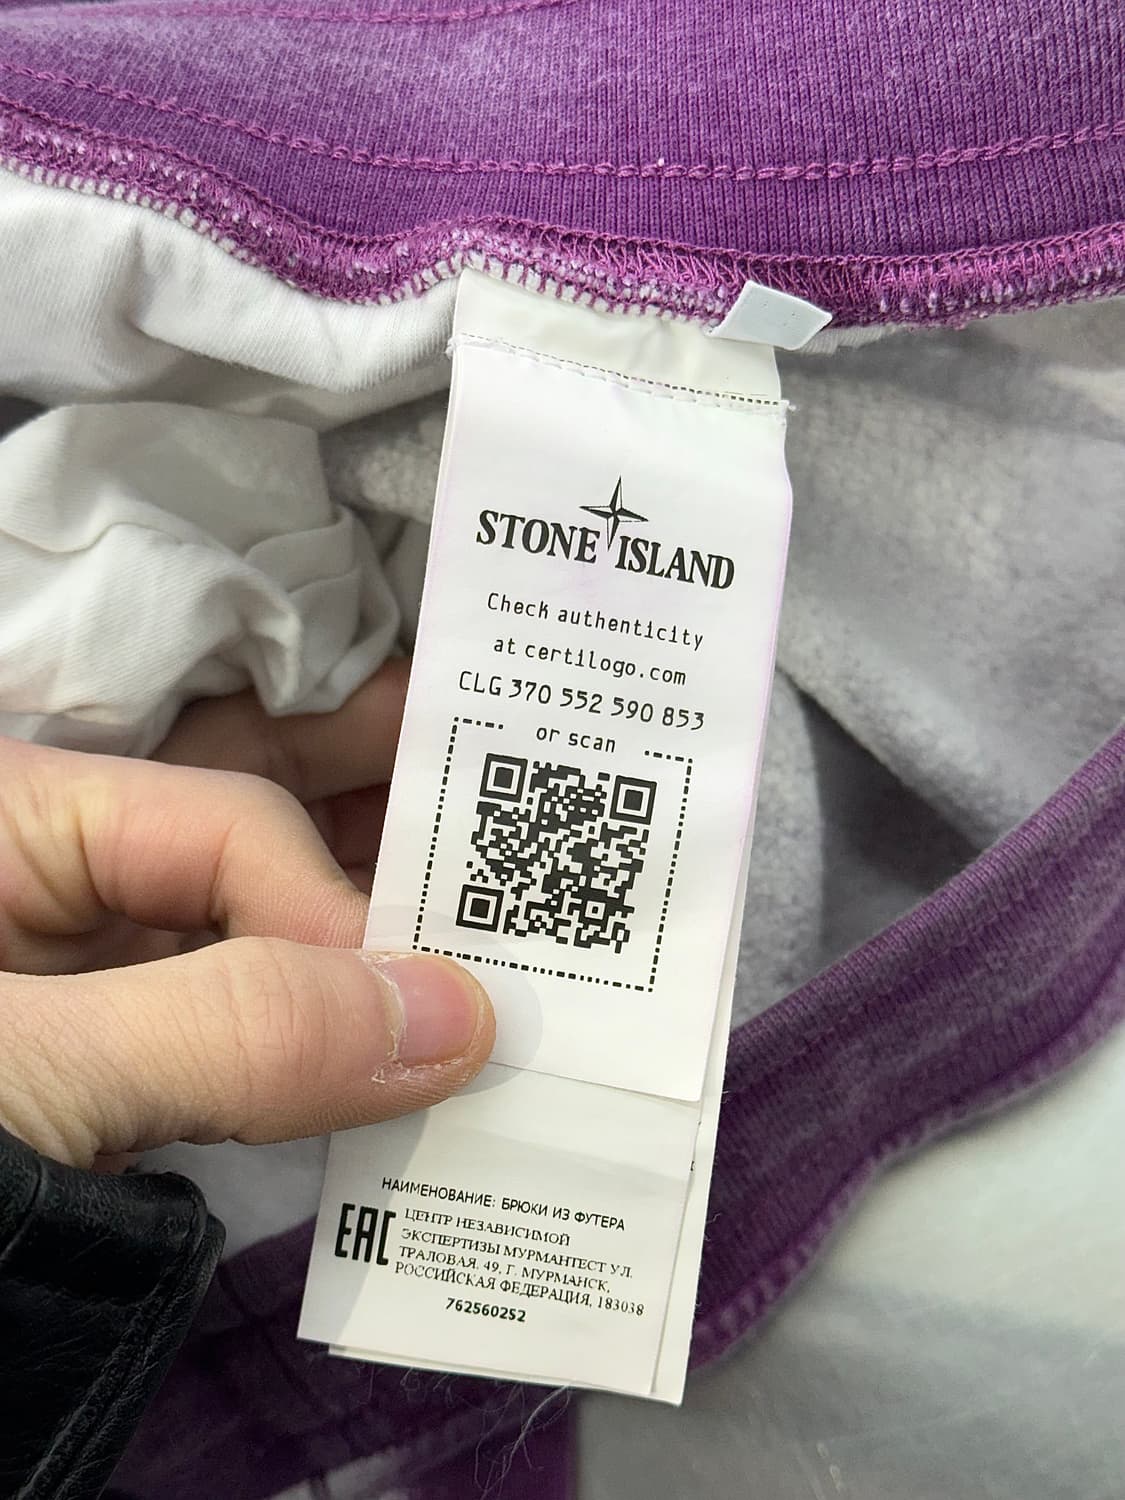 STONE ISLAND
Check authenticity
at certilogo.com
CLG 370 552 590 853
or scan
НАИМЕНОВАНИЕ: БРЮКИ ИЗ ФУТЕРА
EAC
ЦЕНТР НЕЗАВИСИМОЙ
ЭКСПЕРТИЗЫ МУРМАНТЕСТ УЛ.
ТРАЛОВАЯ, 49, Г. МУРМАНСК,
РОССИЙСКАЯ ФЕДЕРАЦИЯ, 183038
762560252